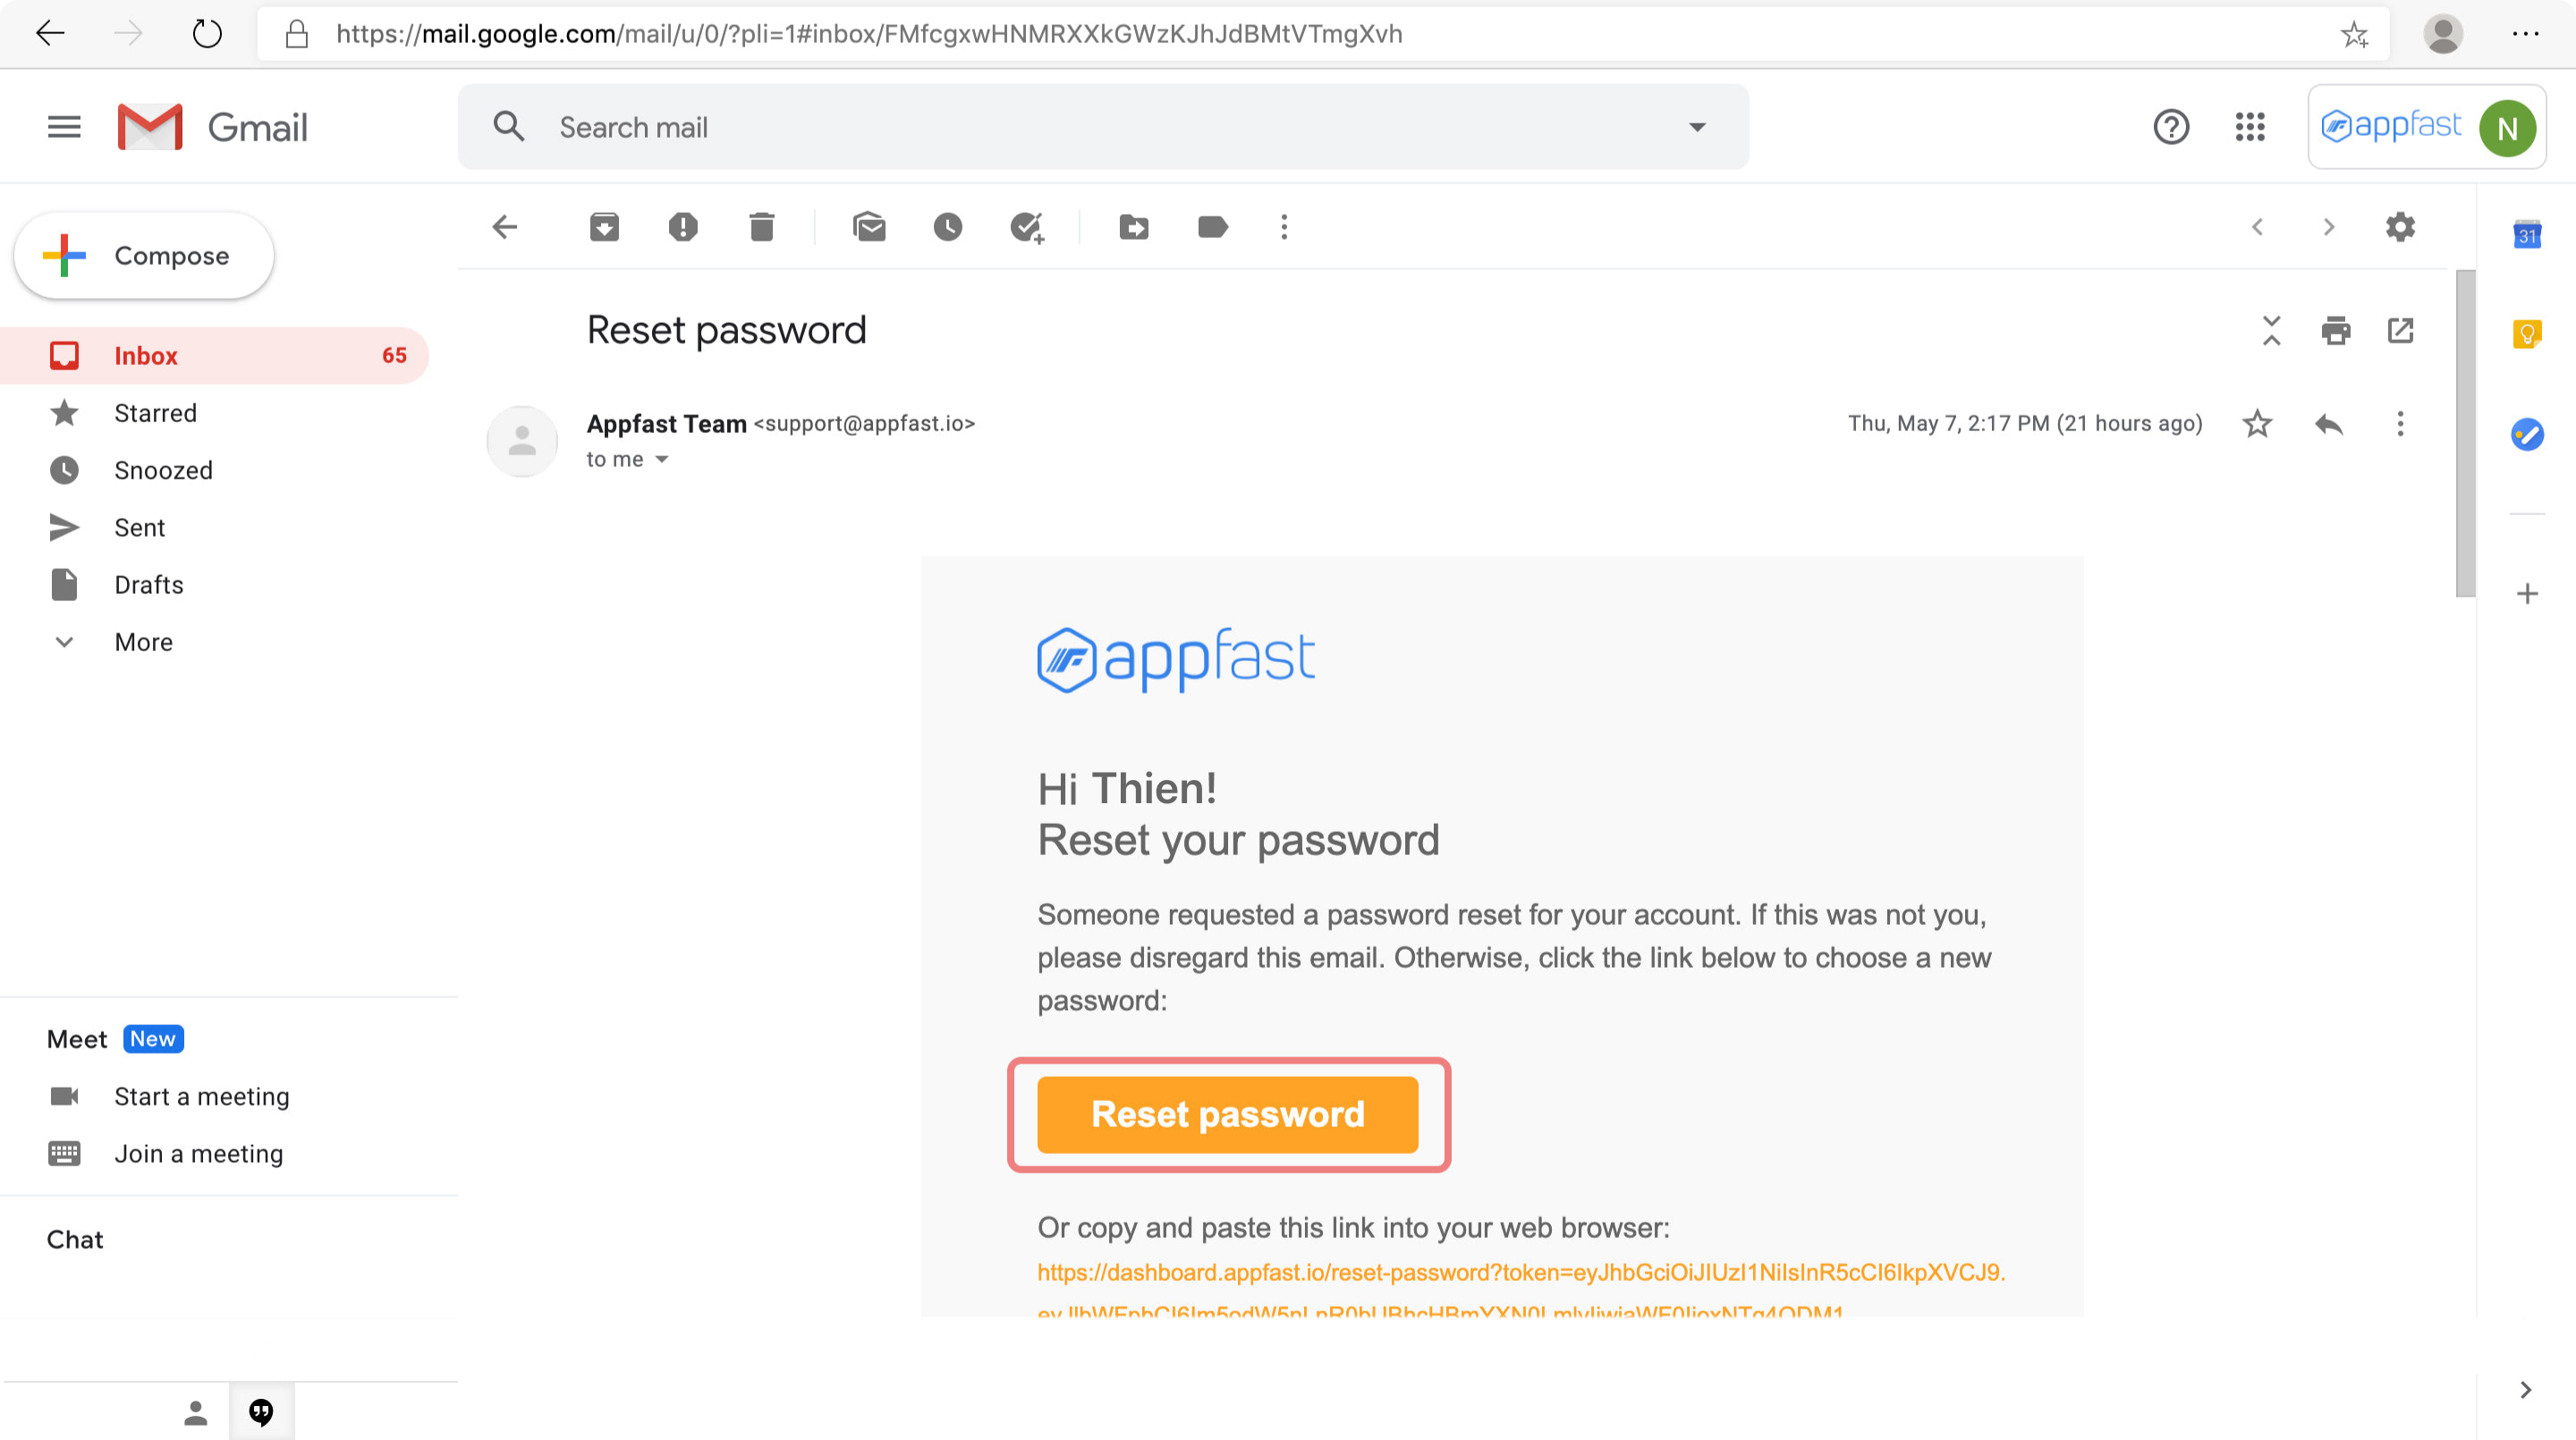 https://mail.google.com/mail/u/0/?pli=1#inbox/FMfcgxwHNMRXXkGWzKJhJdBMtVTmgXvh
Gmail
Search mail
appfast
N
Compose
31
Inbox 65
Starred
Snoozed
Sent
Drafts
More
Reset password
Appfast Team <support@appfast.io>
Thu, May 7, 2:17 PM (21 hours ago)
to me
appfast
Hi Thien!
Reset your password
Someone requested a password reset for your account. If this was not you,
please disregard this email. Otherwise, click the link below to choose a new
password:
Reset password
Or copy and paste this link into your web browser:
https://dashboard.appfast.io/reset-password?token=eyJhbGciOiJIUzI1NiIsInR5cCI6IkpXVCJ9.
Meet New
Start a meeting
Join a meeting
Chat